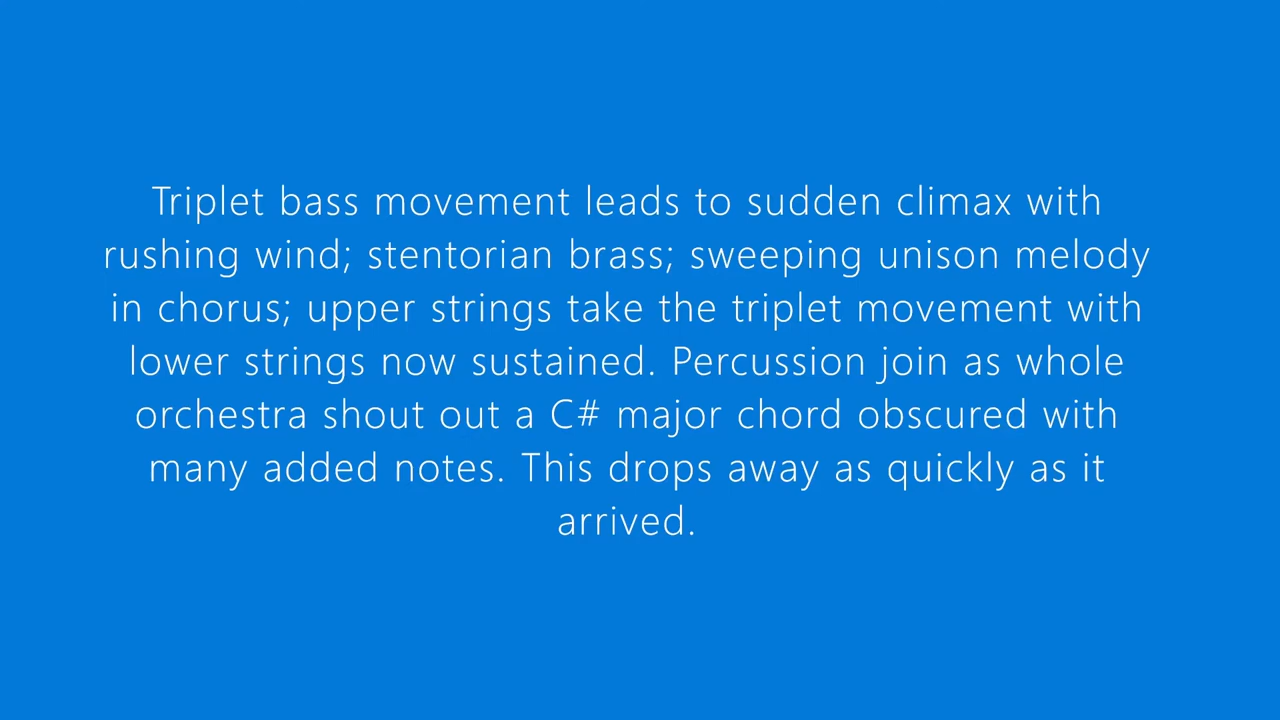 Triplet bass movement leads to sudden climax with
rushing wind; stentorian brass; sweeping unison melody
in chorus; upper strings take the triplet movement with
lower strings now sustained. Percussion join as whole
orchestra shout out a C# major chord obscured with
many added notes. This drops away as quickly as it
arrived.